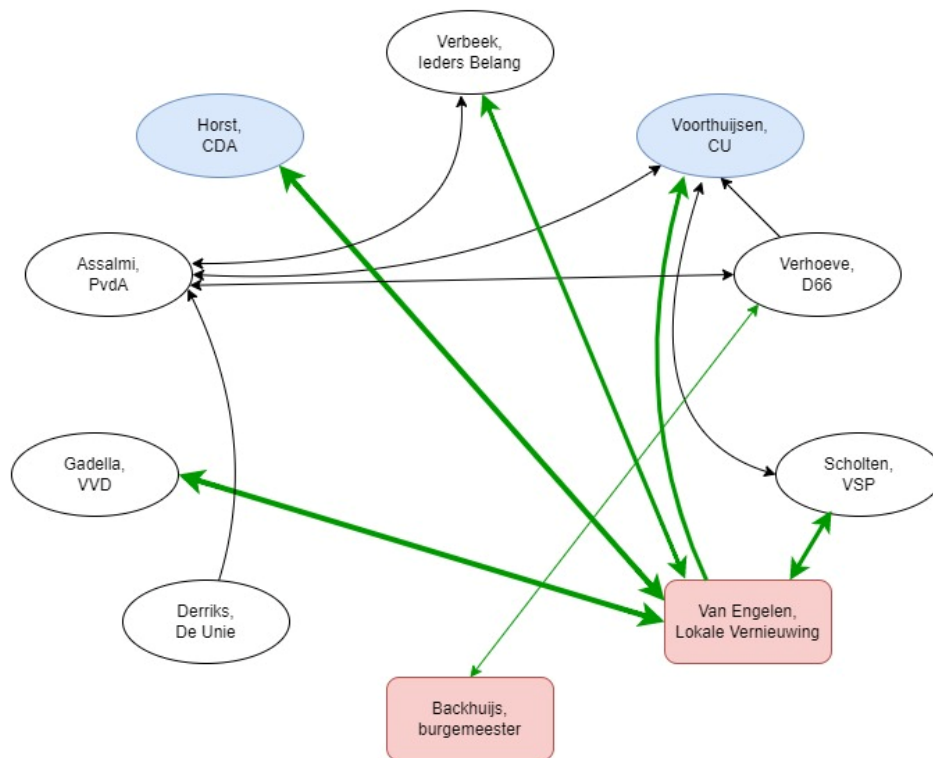 Verbeek,
Ieders Belang
Horst,
CDA
Voorthuijsen,
CU
Assalmi,
PvdA
Verhoeve,
D66
Gadella,
VVD
Scholten,
VSP
Derriks,
De Unie
Van Engelen,
Lokale Vernieuwing
Backhuijs,
burgemeester